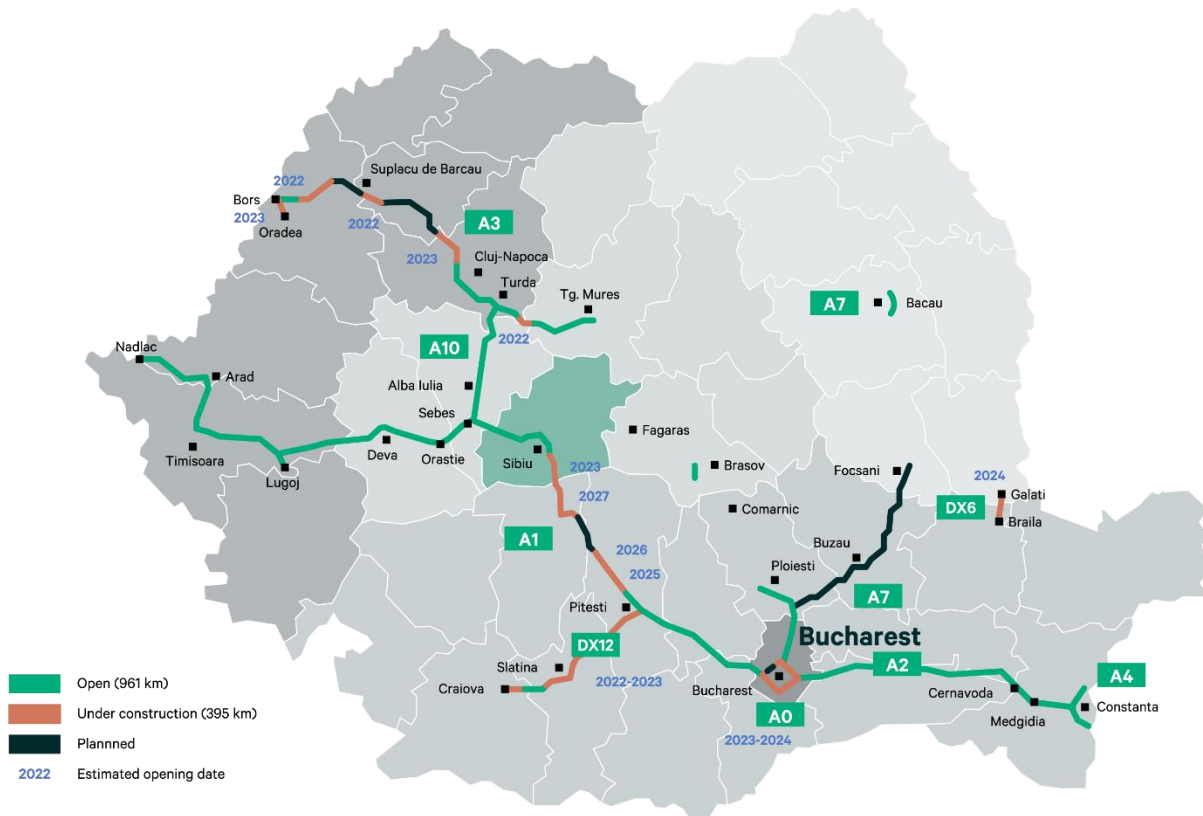 Suplacu de Barcau
2022
Bors
2023
Oradea
2022
A3
2023
Cluj-Napoca
Turda
Tg. Mures
A7
Bacau
2022
Nadlac
A10
Arad
Alba Iulia
Sebes
Fagaras
Timisoara
Deva
Orastie
Sibiu
Lugoj
2023
Brasov
Focsani
2024
Galati
2027
DX6
Comarnic
Braila
A1
2026
Buzau
2025
Ploiesti
A7
Pitesti
Bucharest
DX12
Slatina
A2
Craiova
2022-2023
Bucharest
Cernavoda
A4
Constanta
Medgidia
A0
2023-2024
Open (961 km)
Under construction (395 km)
Plannned
2022 Estimated opening date